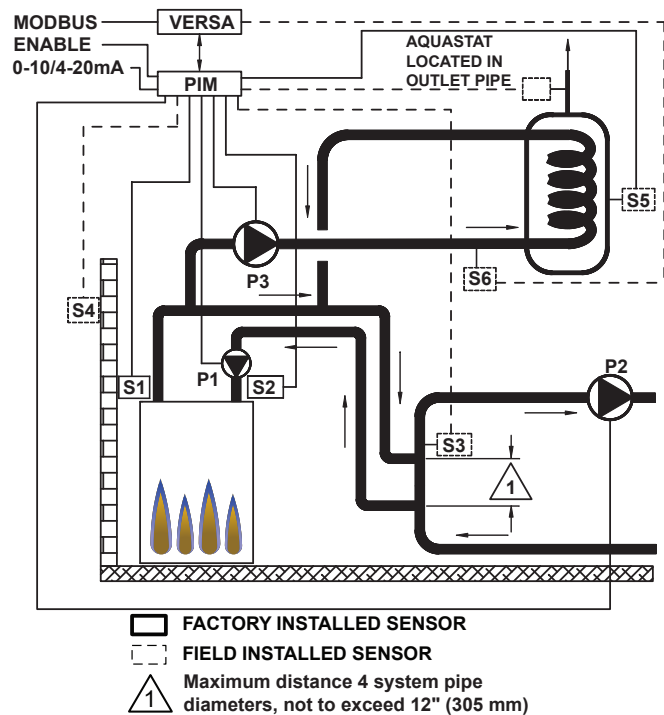 MODBUS
VERSA
ENABLE
0-10/4-20mA
PIM
AQUASTAT
LOCATED IN
OUTLET PIPE
S5
P3
S6
S4
S1
P1
S2
P2
S3
1
FACTORY INSTALLED SENSOR
FIELD INSTALLED SENSOR
1
Maximum distance 4 system pipe
diameters, not to exceed 12" (305 mm)